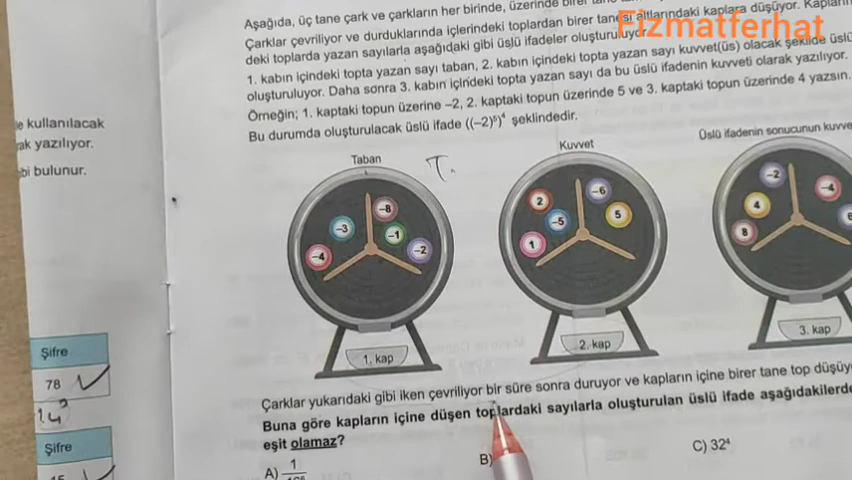 Aşağıda, üç tane çark ve çarkların her birinde, üzerinde birer
Fizmatferhat
Çarklar çevriliyor ve durduklarında içlerindeki toplardan birer tanesi altlarındaki kaplara düşüyor.
deki toplarda yazan sayılarla aşağıdaki gibi üslü ifadeler oluşturuluyor.
1. kabın içindeki topta yazan sayı taban, 2. kabın içindeki topta yazan sayı kuvvet(üs) olacak şekilde üslü
oluşturuluyor. Daha sonra 3. kabın içindeki topta yazan sayı da bu üslü ifadenin kuvveti olarak yazılıyor.
Örneğin; 1. kaptaki topun üzerine –2, 2. kaptaki topun üzerinde 5 ve 3. kaptaki topun üzerinde 4 yazsın.
Bu durumda oluşturulacak üslü ifade ((–2)⁵)⁴ şeklindedir.
le kullanılacak
rak yazılıyor.
bi bulunur.
Taban
T.
Kuvvet
Üslü ifadenin sonucunun kuvve
–8
–3
–1
–4
–2
–6
2
–5
5
1
–2
–4
4
8
1. kap
2. kap
3. kap
Şifre
78
Şifre
Çarklar yukarıdaki gibi iken çevriliyor bir süre sonra duruyor ve kapların içine birer tane top düşüy
Buna göre kapların içine düşen toplardaki sayılarla oluşturulan üslü ifade aşağıdakilerde
eşit olamaz?
A) 1
B)
C) 32⁴